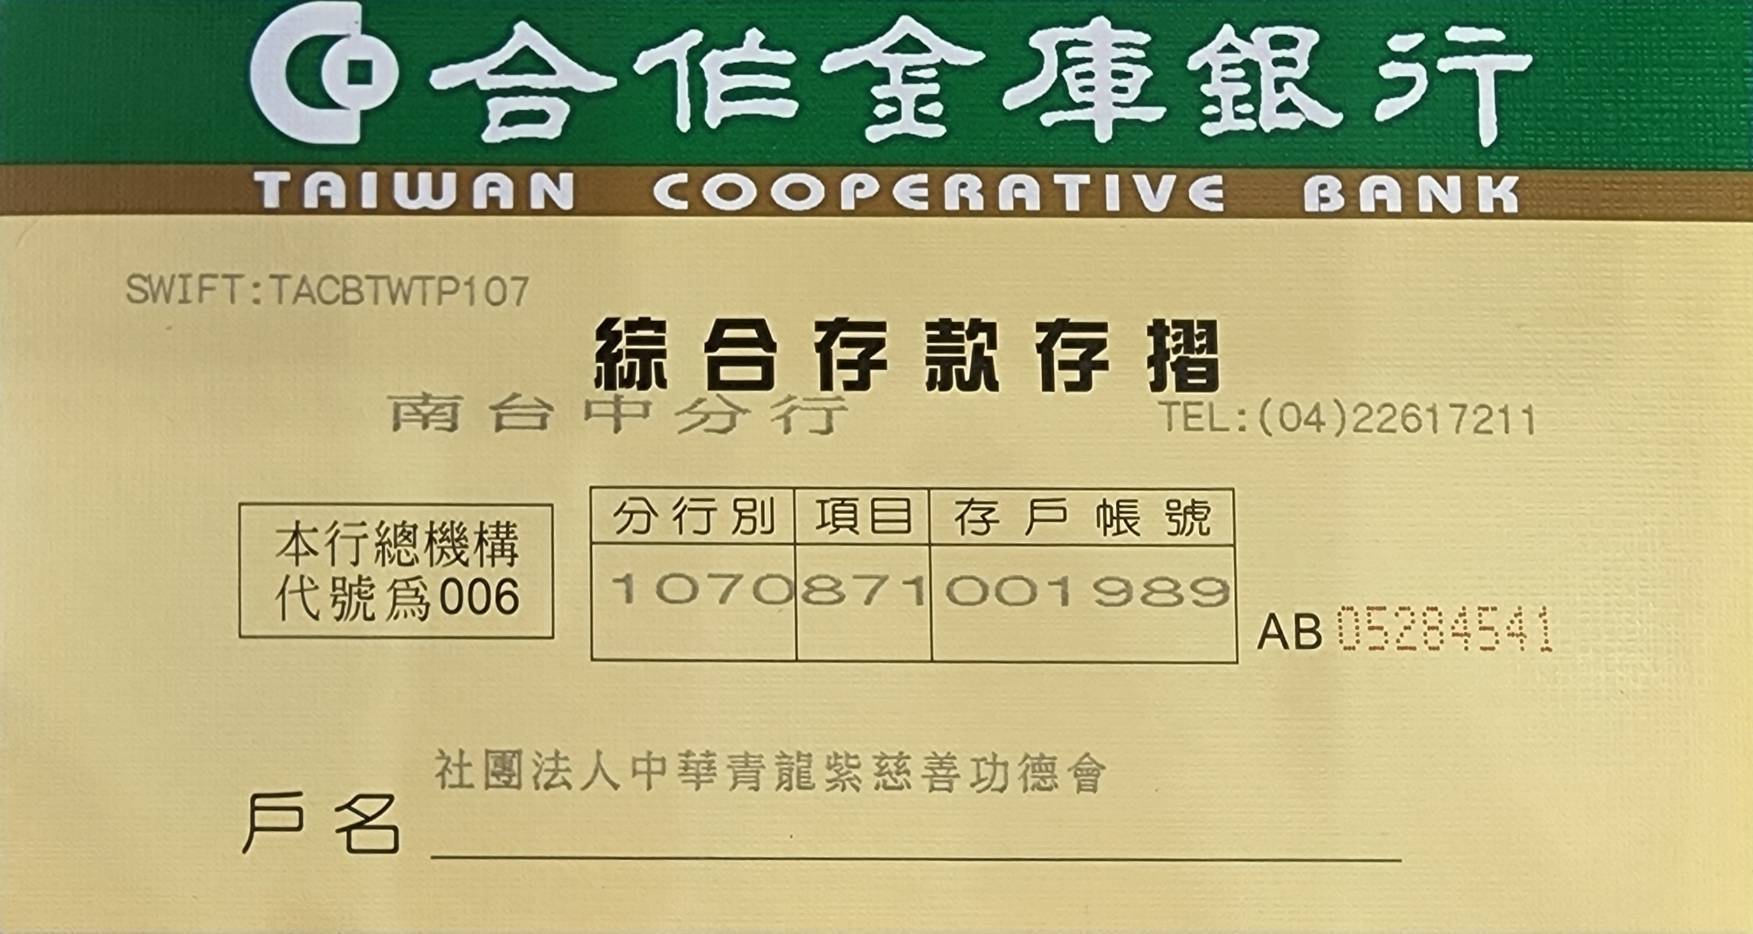 合作金庫銀行
TAIWAN COOPERATIVE BANK
SWIFT:TACBTWTP107
綜合存款存摺
南台中分行
TEL:(04)22617211
本行總機構
代號為006
分行別 項目 存戶帳號
1070 871 001989
AB 05284541
社團法人中華青龍紫慈善功德會
戶名